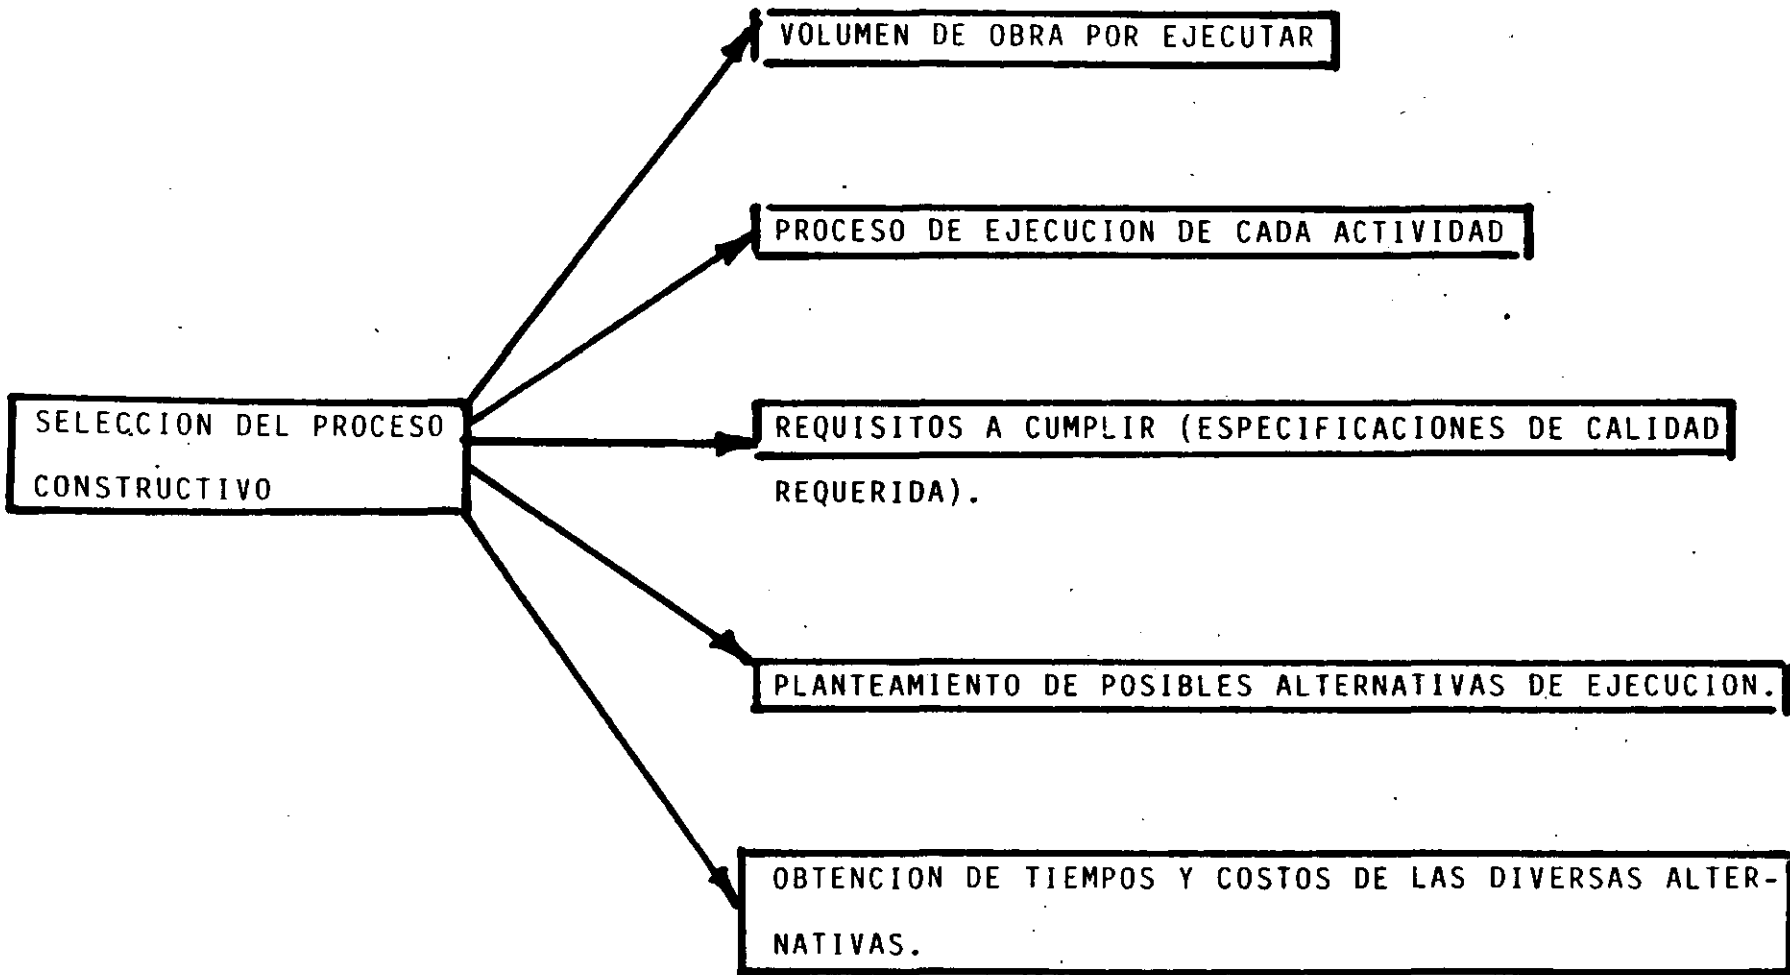 VOLUMEN DE OBRA POR EJECUTAR
PROCESO DE EJECUCION DE CADA ACTIVIDAD
SELECCION DEL PROCESO
CONSTRUCTIVO
REQUISITOS A CUMPLIR (ESPECIFICACIONES DE CALIDAD
REQUERIDA).
PLANTEAMIENTO DE POSIBLES ALTERNATIVAS DE EJECUCION.
OBTENCION DE TIEMPOS Y COSTOS DE LAS DIVERSAS ALTER-
NATIVAS.